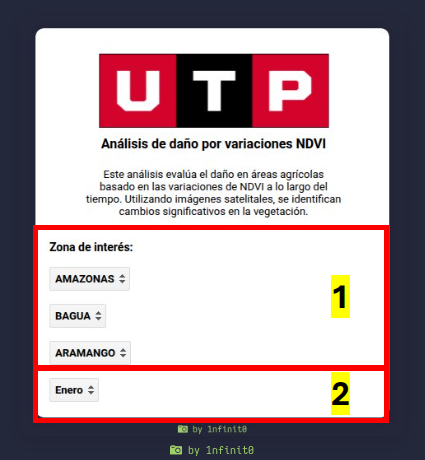 UTP
Análisis de daño por variaciones NDVI
Este análisis evalúa el daño en áreas agrícolas
basado en las variaciones de NDVI a lo largo del
tiempo. Utilizando imágenes satelitales, se identifican
cambios significativos en la vegetación.
Zona de interés:
AMAZONAS
1
BAGUA
ARAMANGO
Enero
2
by 1nfinit0
by 1nfinit0